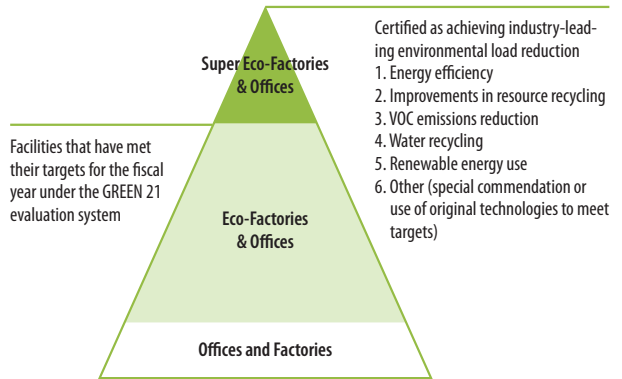 Super Eco-Factories
& Offices
Certified as achieving industry-lead-
ing environmental load reduction
1. Energy efficiency
2. Improvements in resource recycling
3. VOC emissions reduction
4. Water recycling
5. Renewable energy use
6. Other (special commendation or
use of original technologies to meet
targets)
Facilities that have met
their targets for the fiscal
year under the GREEN 21
evaluation system
Eco-Factories
& Offices
Offices and Factories